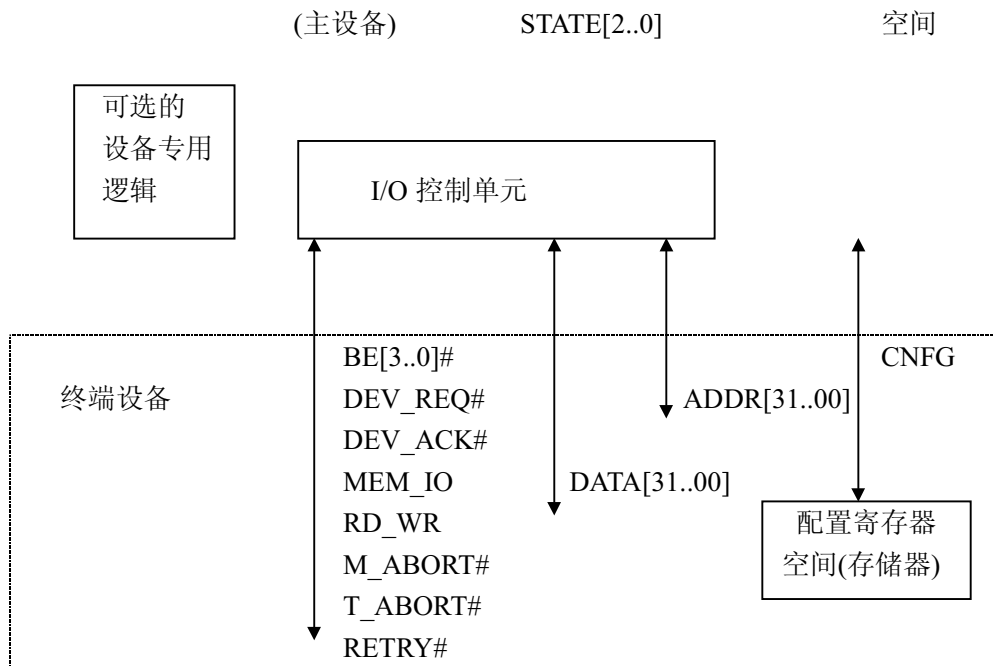 (主设备) STATE[2..0] 空间
可选的
设备专用
逻辑
I/O 控制单元
BE[3..0]# CNFG
终端设备 DEV_REQ# ADDR[31..00]
DEV_ACK#
MEM_IO DATA[31..00]
RD_WR 配置寄存器
M_ABORT# 空间(存储器)
T_ABORT#
RETRY#